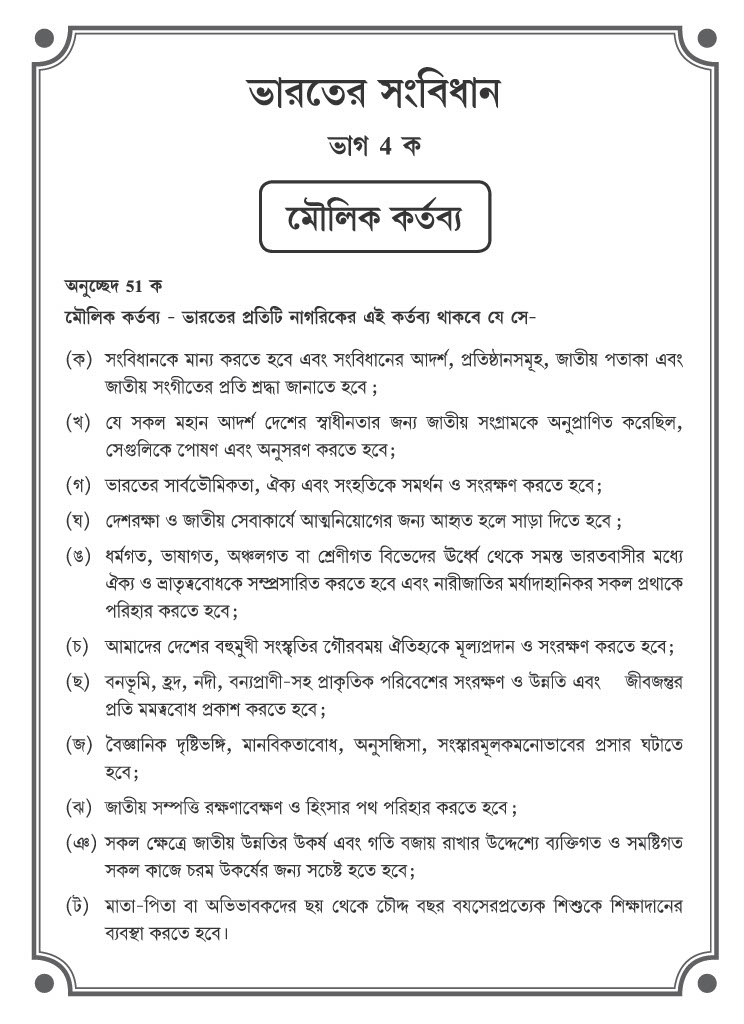 ভারতের সংবিধান
ভাগ 4 ক
মৌলিক কর্তব্য
অনুচ্ছেদ 51 ক
মৌলিক কর্তব্য - ভারতের প্রতিটি নাগরিকের এই কর্তব্য থাকবে যে সে-
(ক) সংবিধানকে মান্য করতে হবে এবং সংবিধানের আদর্শ, প্রতিষ্ঠানসমূহ, জাতীয় পতাকা এবং
জাতীয় সংগীতের প্রতি শ্রদ্ধা জানাতে হবে ;
(খ) যে সকল মহান আদর্শ দেশের স্বাধীনতার জন্য জাতীয় সংগ্রামকে অনুপ্রাণিত করেছিল,
সেগুলিকে পোষণ এবং অনুসরণ করতে হবে;
(গ) ভারতের সার্বভৌমিকতা, ঐক্য এবং সংহতিকে সমর্থন ও সংরক্ষণ করতে হবে;
(ঘ) দেশরক্ষা ও জাতীয় সেবাকার্যে আত্মনিয়োগের জন্য আহৃত হলে সাড়া দিতে হবে ;
(ঙ) ধর্মগত, ভাষাগত, অঞ্চলগত বা শ্রেণীগত বিভেদের ঊর্ধ্বে থেকে সমস্ত ভারতবাসীর মধ্যে
ঐক্য ও ভ্রাতৃত্ববোধকে সম্প্রসারিত করতে হবে এবং নারীজাতির মর্যাদাহানিকর সকল প্রথাকে
পরিহার করতে হবে;
(চ) আমাদের দেশের বহুমুখী সংস্কৃতির গৌরবময় ঐতিহ্যকে মূল্যপ্রদান ও সংরক্ষণ করতে হবে;
(ছ) বনভূমি, হ্রদ, নদী, বন্যপ্রাণী-সহ প্রাকৃতিক পরিবেশের সংরক্ষণ ও উন্নতি এবং জীবজন্তুর
প্রতি মমত্ববোধ প্রকাশ করতে হবে;
(জ) বৈজ্ঞানিক দৃষ্টিভঙ্গি, মানবিকতাবোধ, অনুসন্ধিসা, সংস্কারমূলকমনোভাবের প্রসার ঘটাতে
হবে;
(ঝ) জাতীয় সম্পত্তি রক্ষণাবেক্ষণ ও হিংসার পথ পরিহার করতে হবে ;
(ঞ) সকল ক্ষেত্রে জাতীয় উন্নতির উকর্ষ এবং গতি বজায় রাখার উদ্দেশ্যে ব্যক্তিগত ও সমষ্টিগত
সকল কাজে চরম উকর্ষের জন্য সচেষ্ট হতে হবে;
(ট) মাতা-পিতা বা অভিভাবকদের ছয় থেকে চৌদ্দ বছর বযসেরপ্রত্যেক শিশুকে শিক্ষাদানের
ব্যবস্থা করতে হবে।